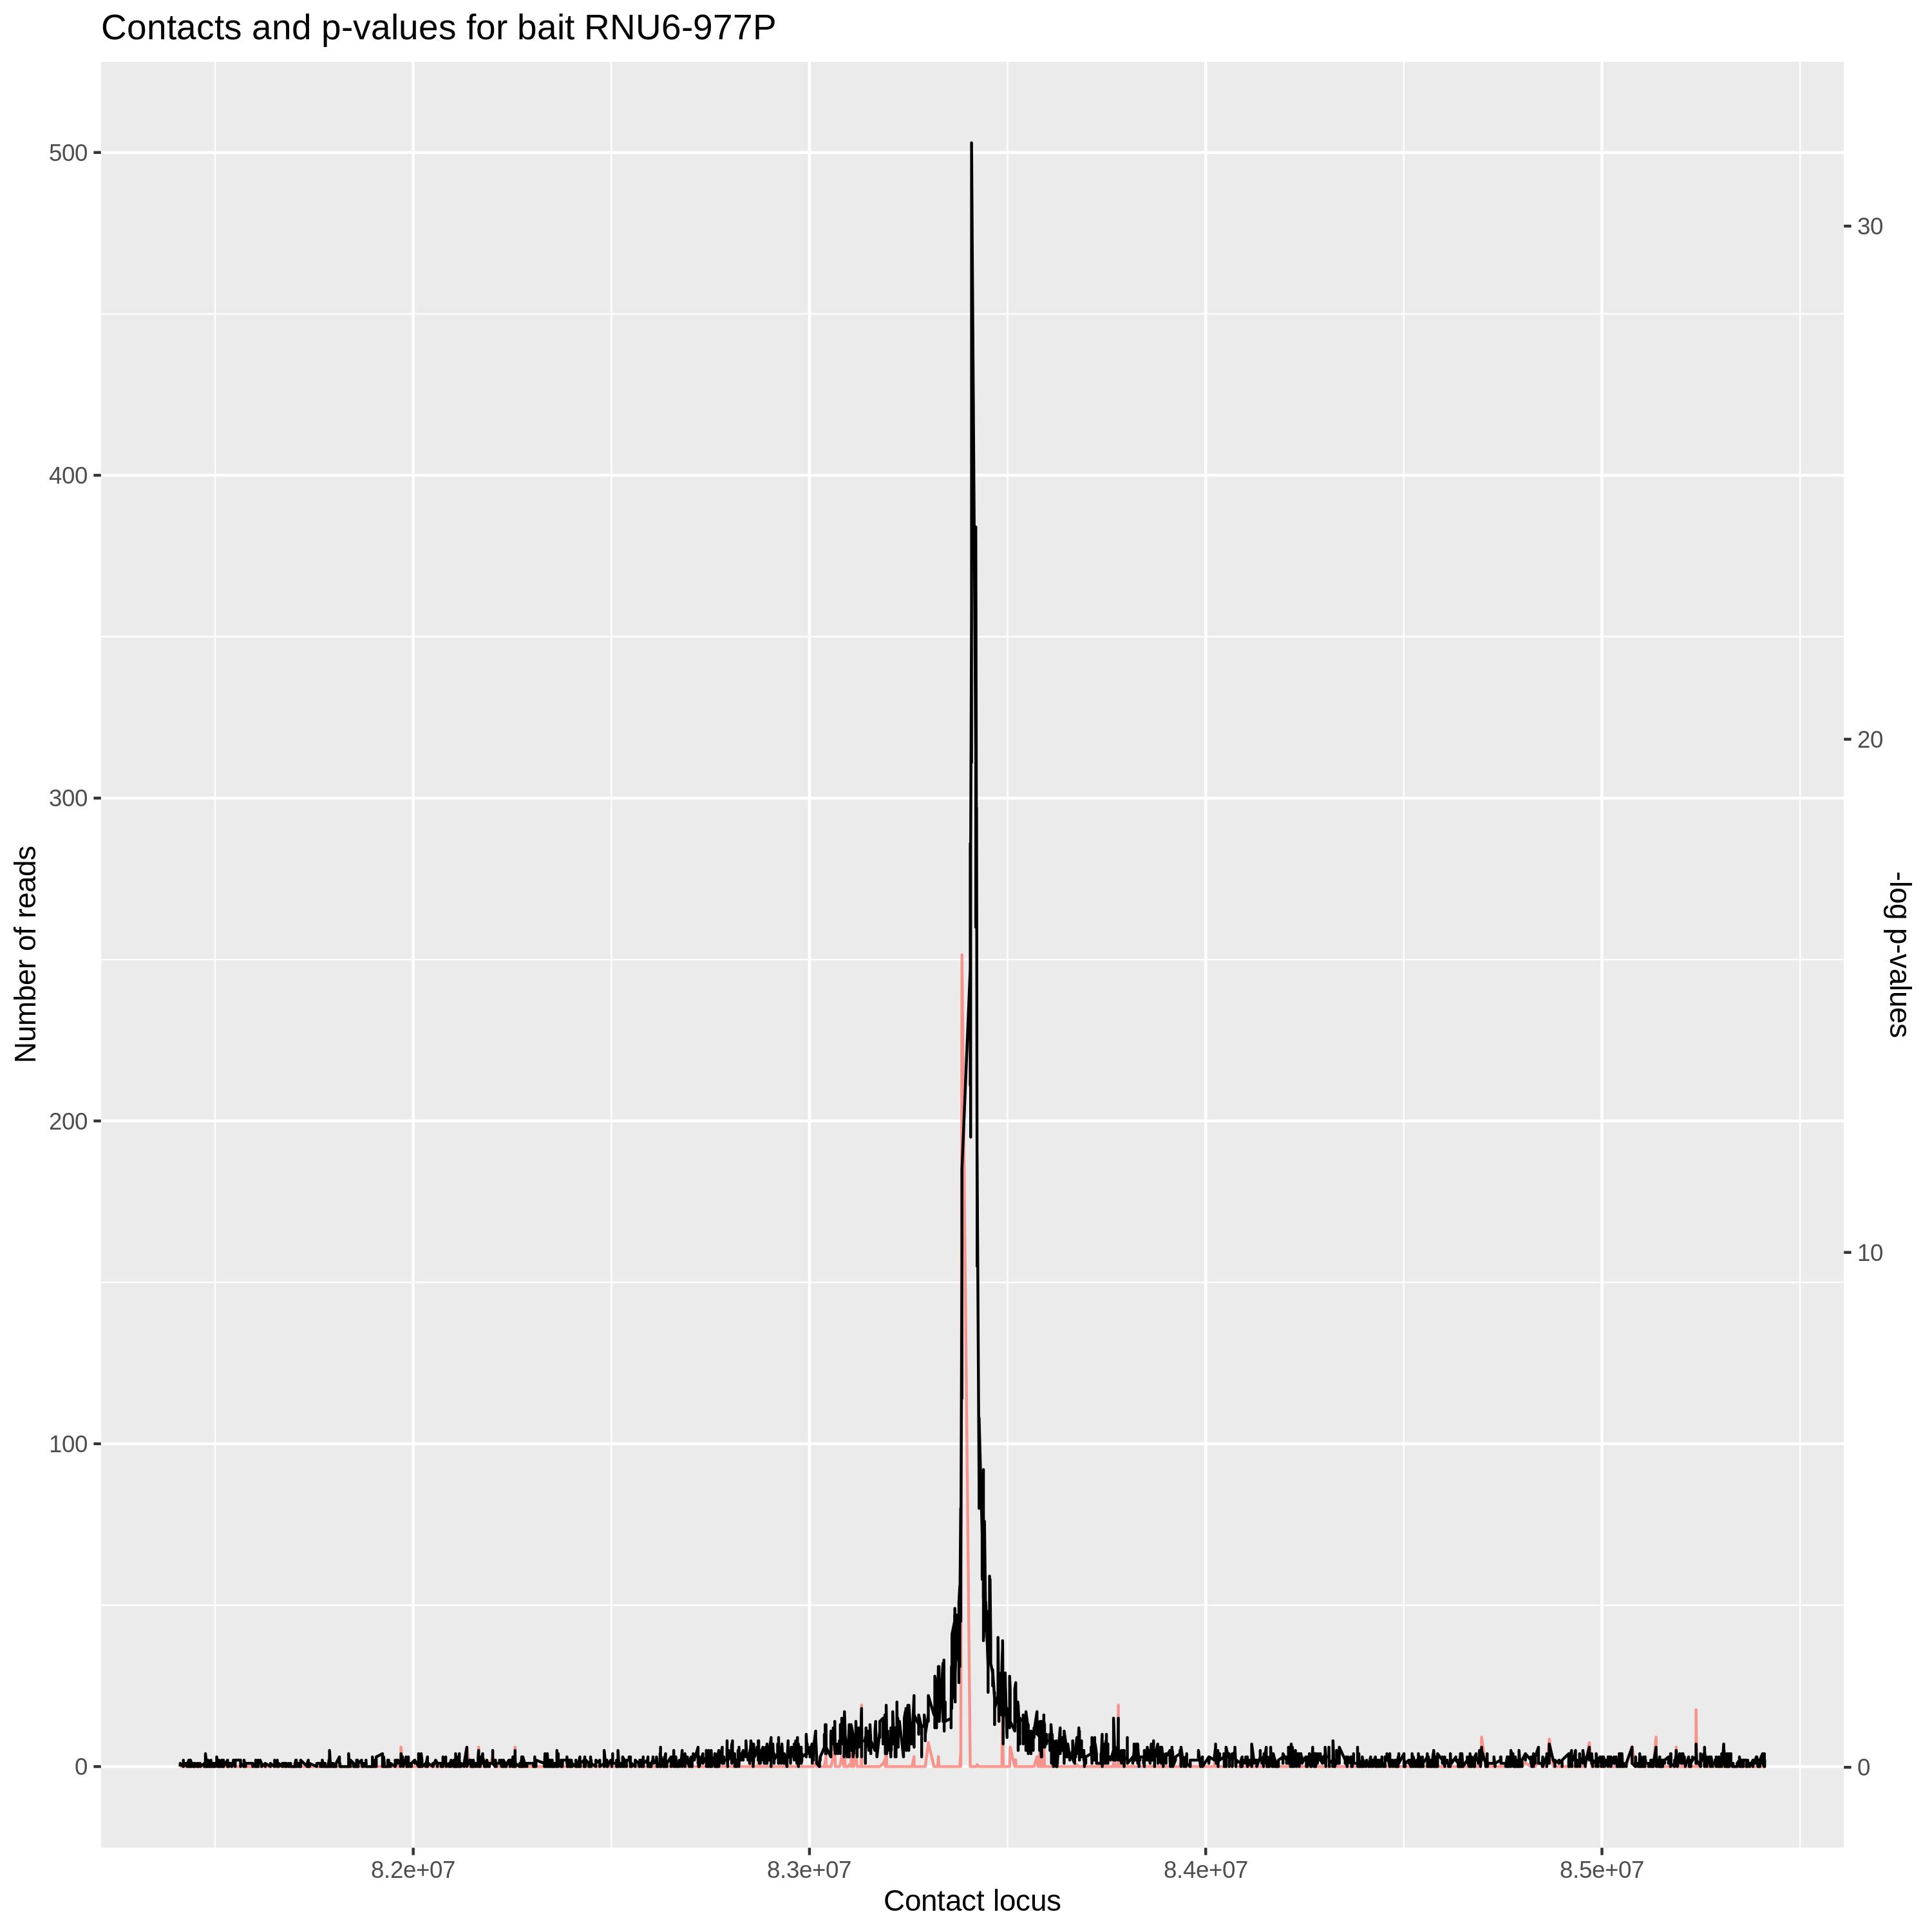 Contacts and p-values for bait RNU6-977P
500
400
300
200
100
0
Number of reads
30
20
10
0
-log p-values
8.2e+07
8.3e+07
8.4e+07
8.5e+07
Contact locus